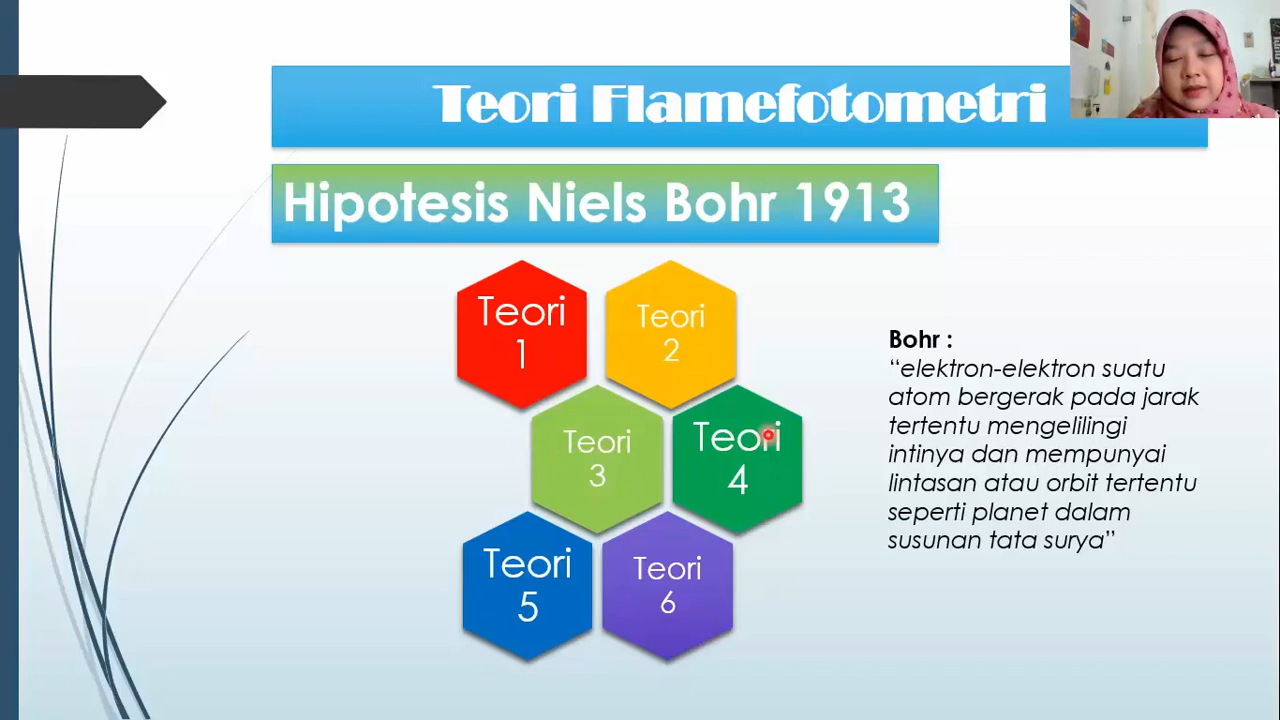 Teori Flamefotometri
Hipotesis Niels Bohr 1913
Teori
1
Teori
2
Teori
3
Teori
4
Teori
5
Teori
6
Bohr :
“elektron-elektron suatu
atom bergerak pada jarak
tertentu mengelilingi
intinya dan mempunyai
lintasan atau orbit tertentu
seperti planet dalam
susunan tata surya”